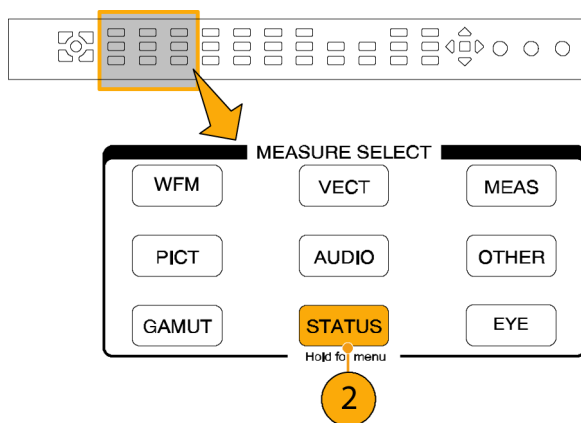 MEASURE SELECT
WFM VECT MEAS
PICT AUDIO OTHER
GAMUT STATUS EYE
Hold for menu
2